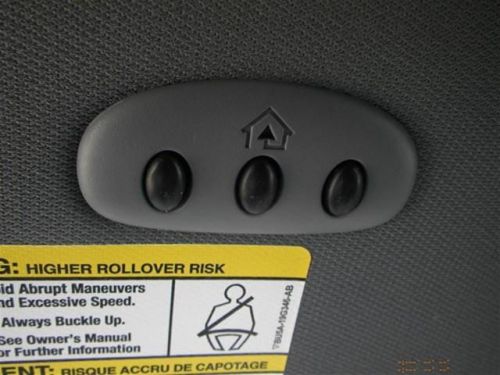 G: HIGHER ROLLOVER RISK
id Abrupt Maneuvers
nd Excessive Speed.
Always Buckle Up.
See Owner's Manual
or Further Information
ENT: RISQUE ACCRU DE CAPOTAGE